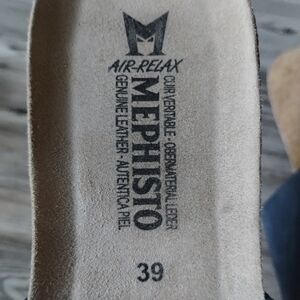 M
AIR-RELAX
CUIR VERITABLE - OBERMATERIAL LEDER
MEPHISTO
GENUINE LEATHER - AUTENTICA PIEL
39